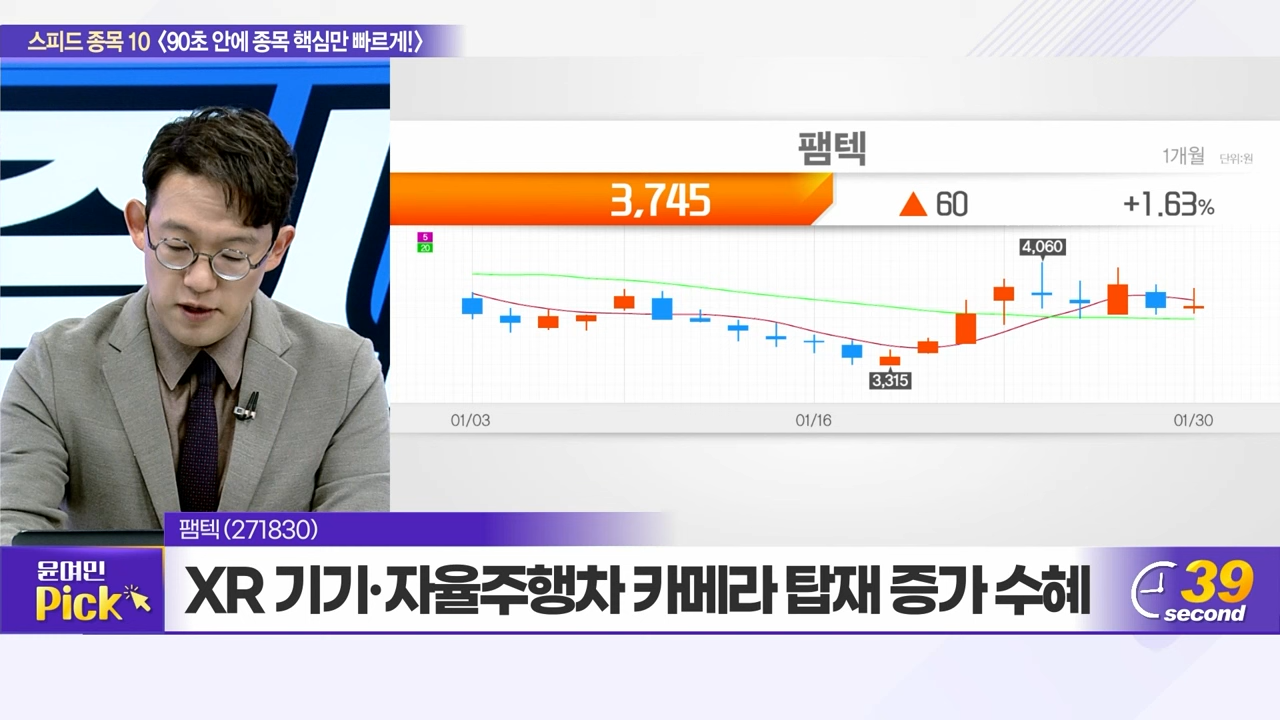 스피드 종목 10 〈90초 안에 종목 핵심만 빠르게!〉
팸텍
1개월 단위:원
3,745 ▲ 60 +1.63%
5
20
4,060
3,315
01/03 01/16 01/30
팸텍(271830)
윤여민
Pick
XR 기기·자율주행차 카메라 탑재 증가 수혜
39
second